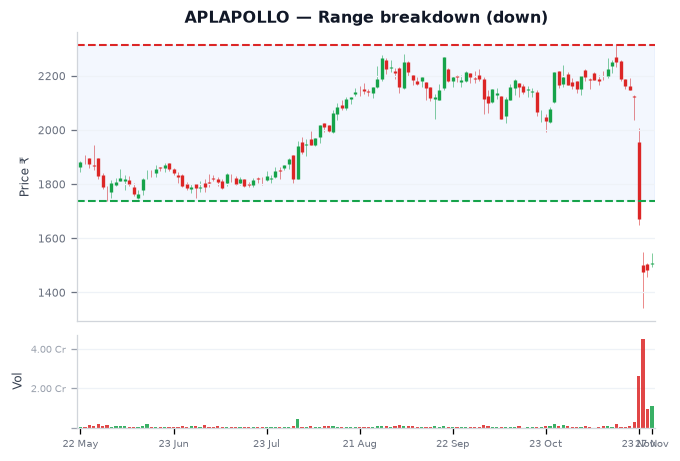 APLAPOLLO — Range breakdown (down)
Price ₹
2200
2000
1800
1600
1400
Vol
4.00 Cr
2.00 Cr
22 May
23 Jun
23 Jul
21 Aug
22 Sep
23 Oct
23 Nov